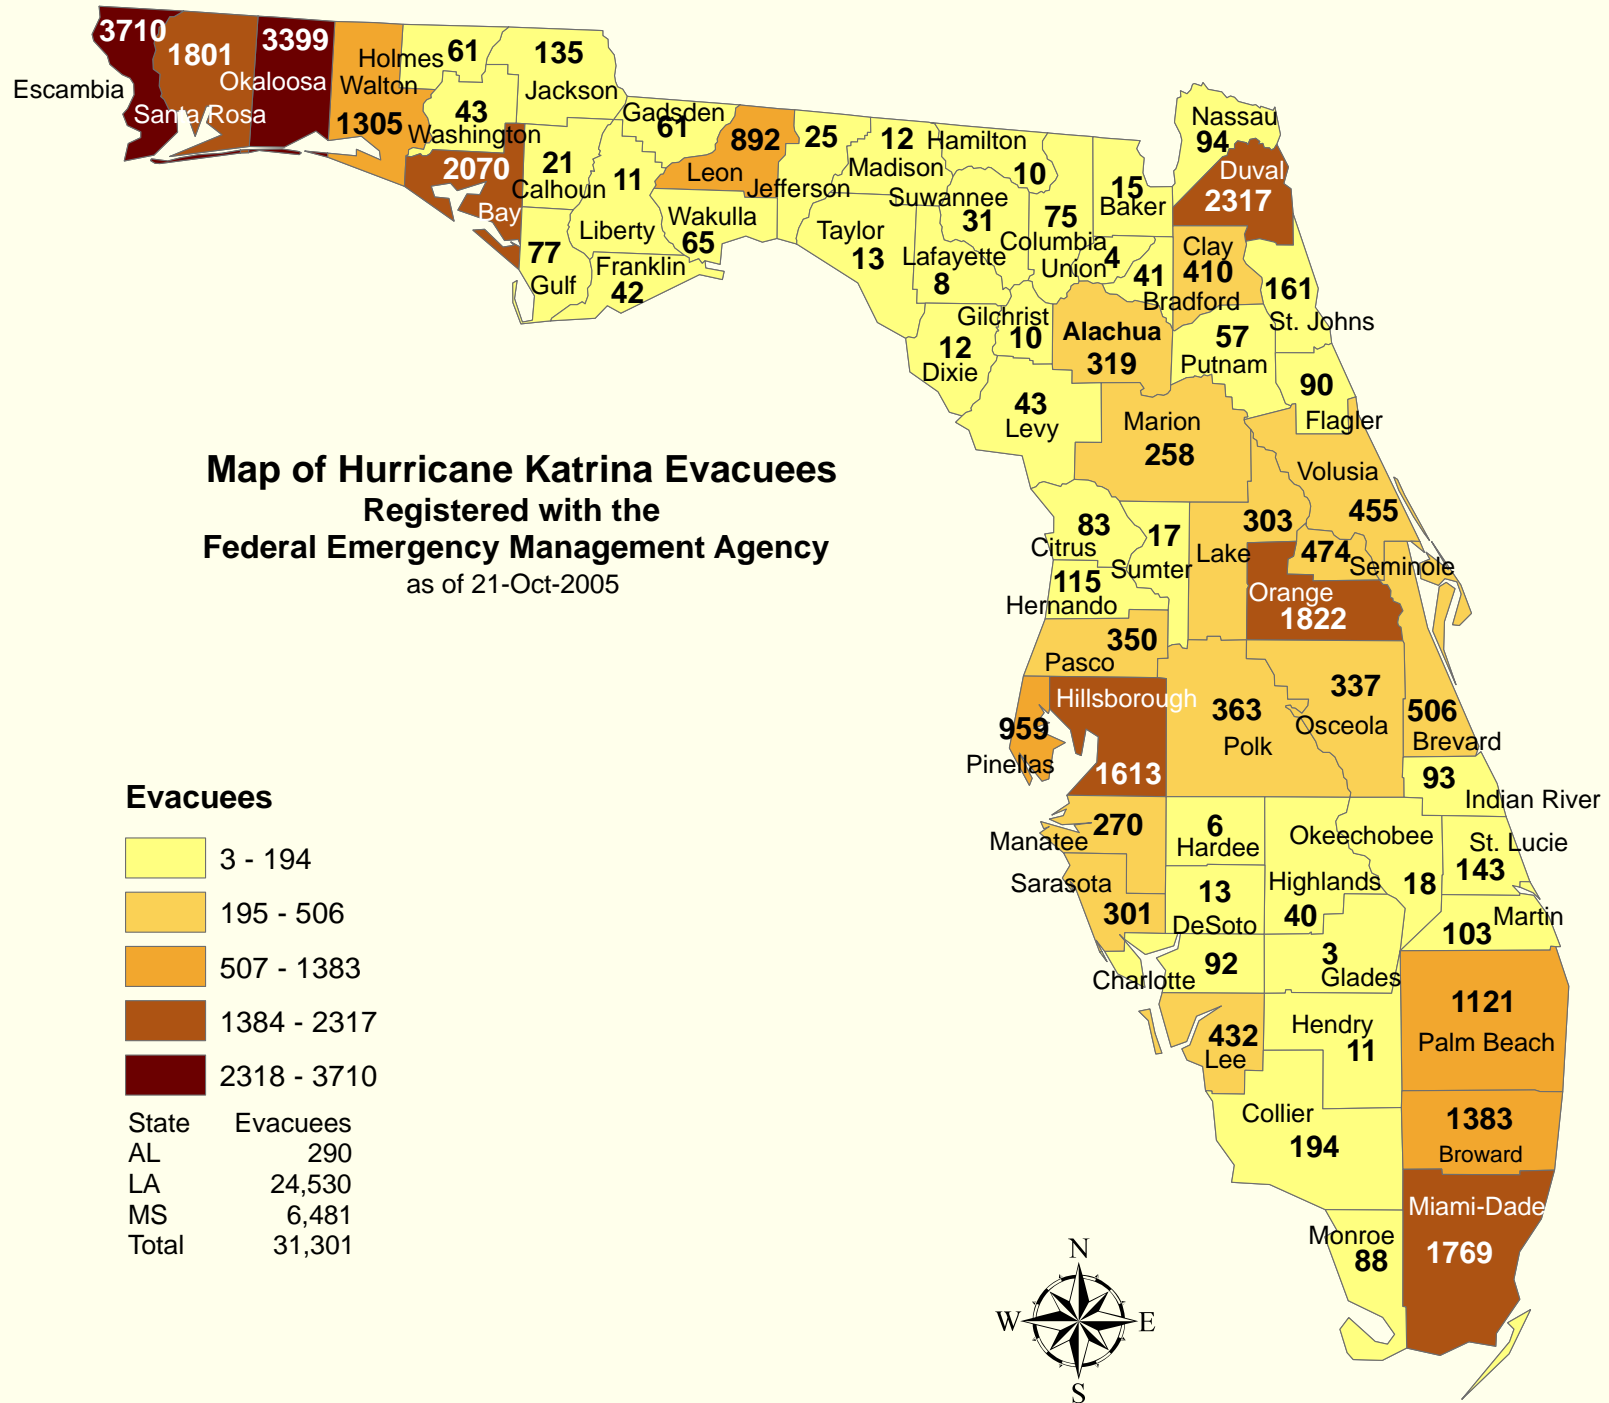 3710
1801
3399
Escambia
Santa Rosa
Okaloosa
Walton
1305
Holmes
61
135
Jackson
43
Washington
2070
Bay
21
Calhoun
77
Gulf
11
Liberty
Gadsden
61
892
Leon
Wakulla
65
Franklin
42
25
Jefferson
12
Madison
Taylor
13
Hamilton
10
Suwannee
31
Lafayette
8
75
Columbia
15
Baker
Nassau
94
Duval
2317
Union
4
41
Bradford
Clay
410
161
St. Johns
Gilchrist
10
12
Dixie
Alachua
319
57
Putnam
90
Flagler
43
Levy
Marion
258
Volusia
455
Map of Hurricane Katrina Evacuees
Registered with the
Federal Emergency Management Agency
as of 21-Oct-2005
83
Citrus
17
Sumter
303
Lake
474
Seminole
115
Hernando
Orange
1822
350
Pasco
Hillsborough
1613
959
Pinellas
363
Polk
337
Osceola
506
Brevard
93
Indian River
270
Manatee
6
Hardee
Okeechobee
18
St. Lucie
143
Sarasota
301
13
DeSoto
Highlands
40
Martin
103
Charlotte
92
3
Glades
432
Lee
Hendry
11
1121
Palm Beach
Collier
194
1383
Broward
Miami-Dade
1769
Monroe
88
Evacuees
3 - 194
195 - 506
507 - 1383
1384 - 2317
2318 - 3710
State Evacuees
AL 290
LA 24,530
MS 6,481
Total 31,301
N
W E
S